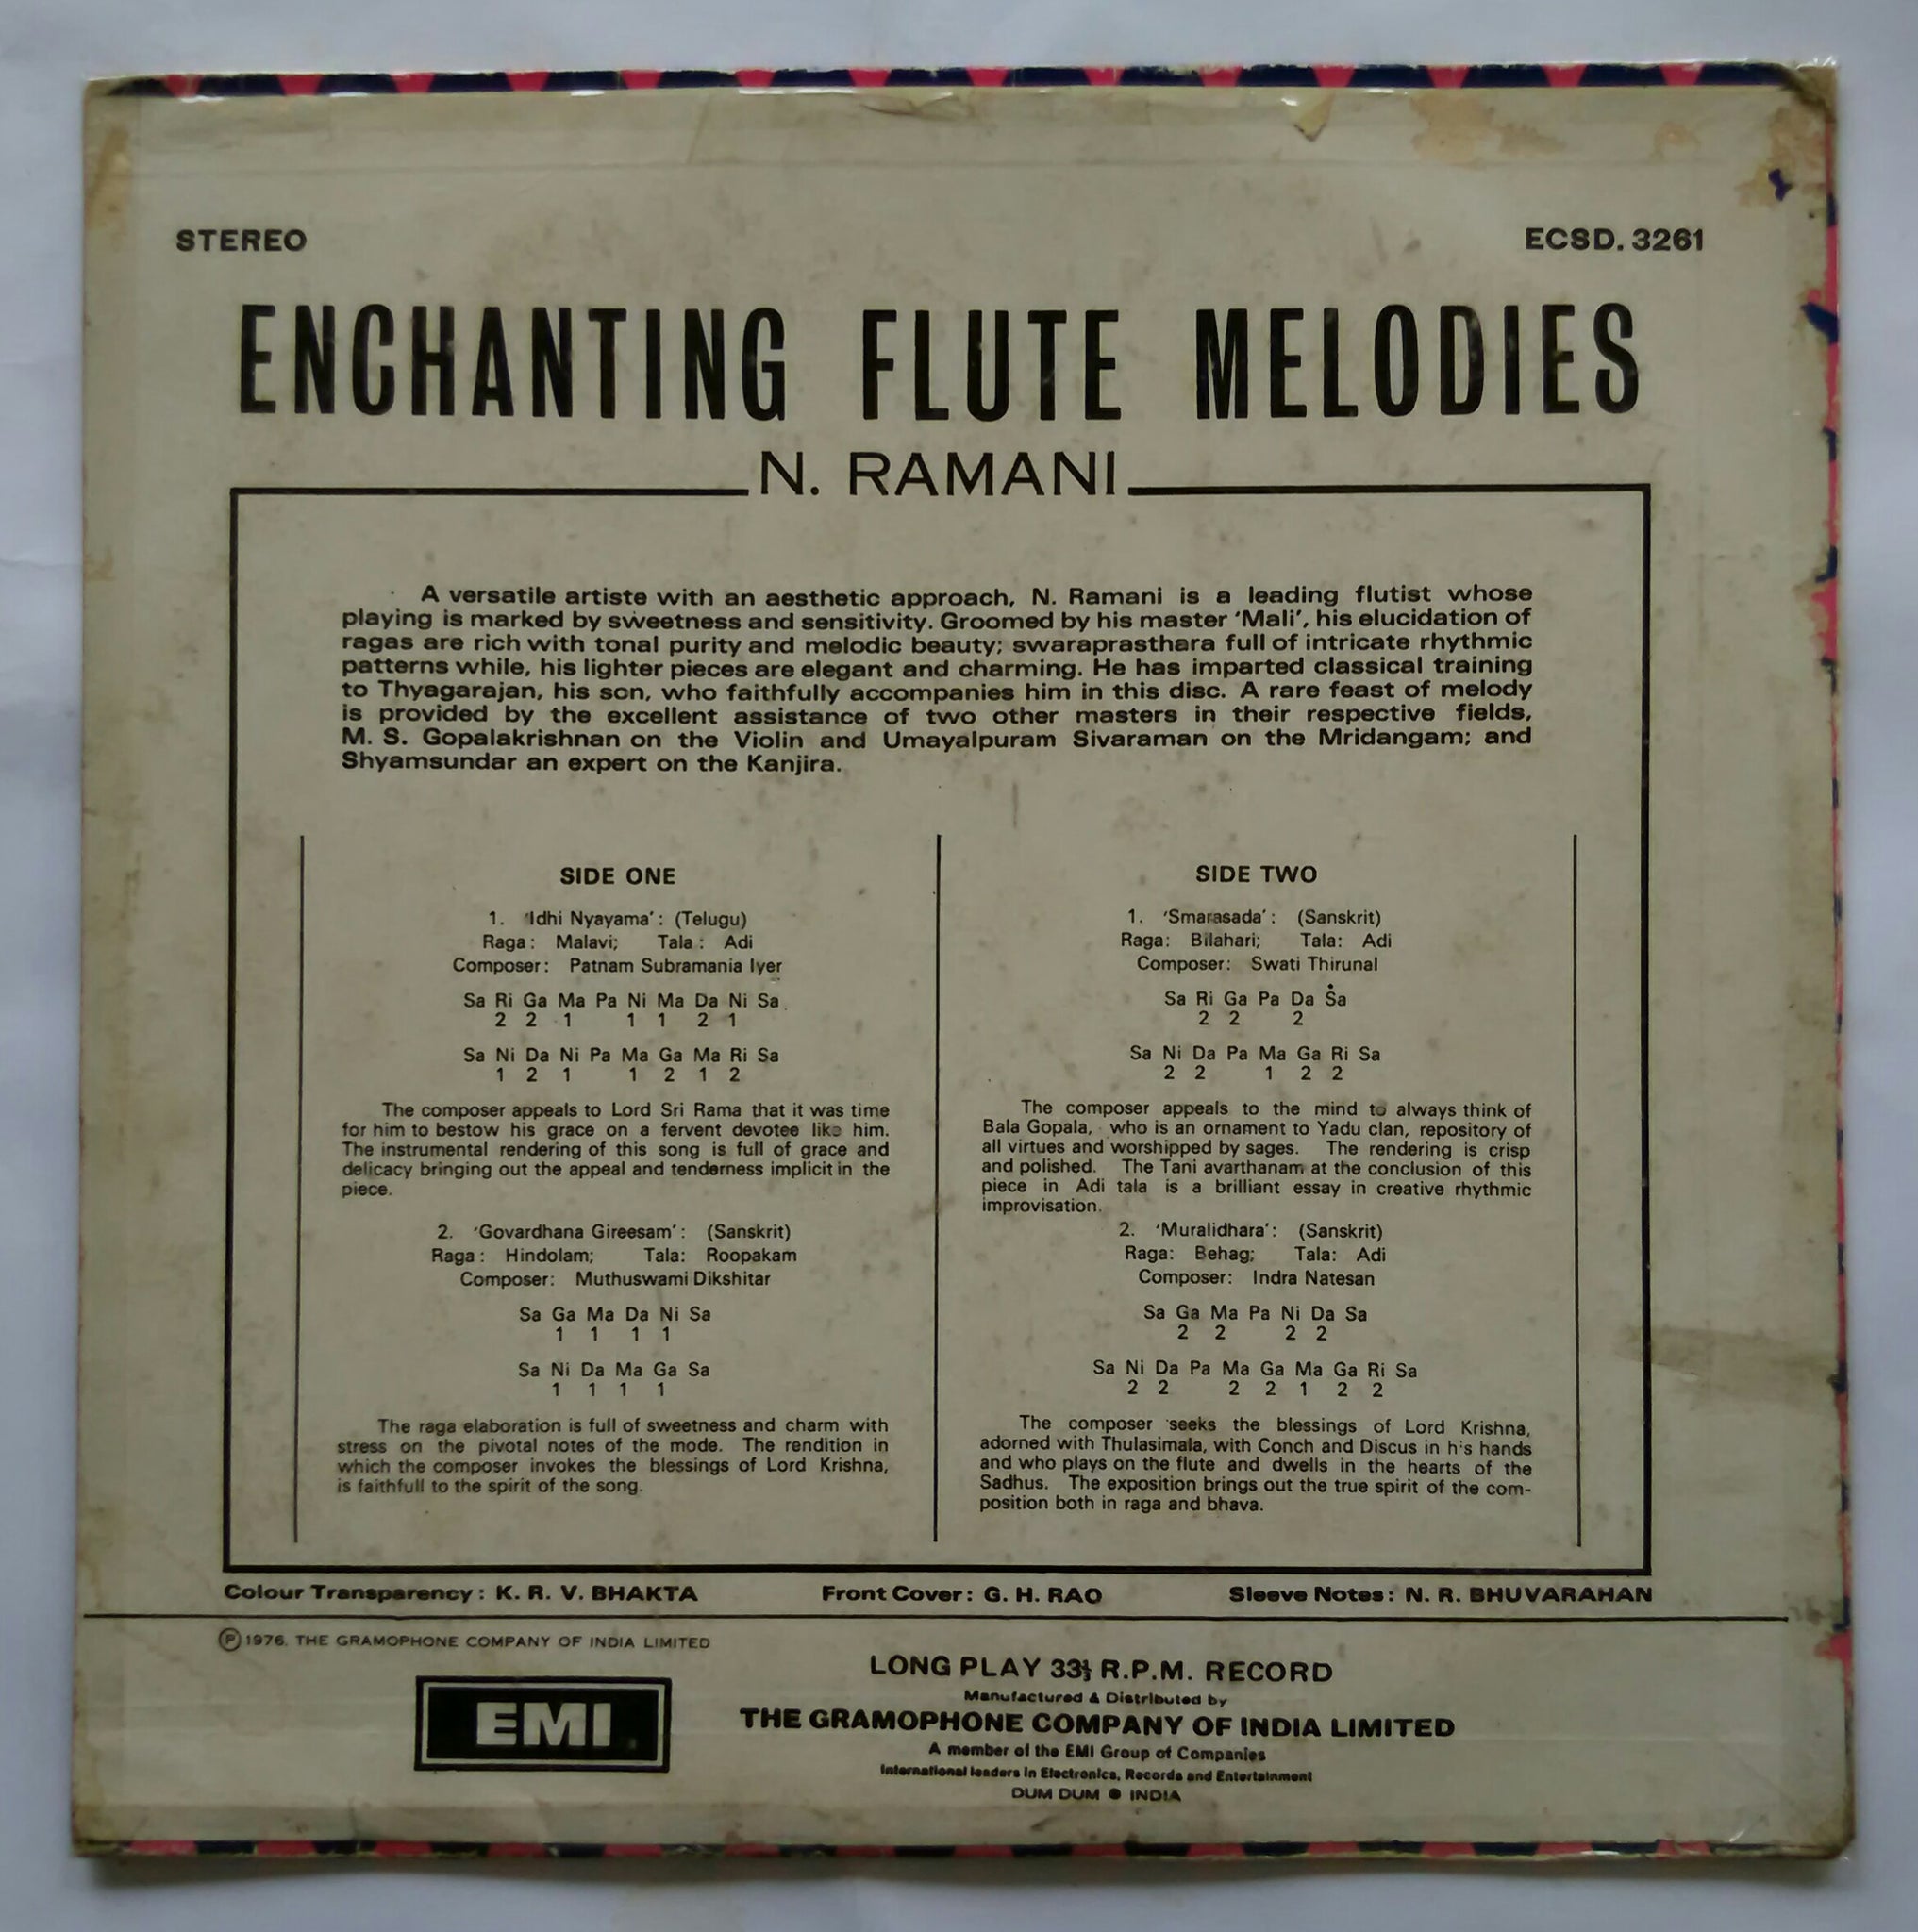 STEREO
ECSD. 3261
ENCHANTING FLUTE MELODIES
N. RAMANI
A versatile artiste with an aesthetic approach, N. Ramani is a leading flutist whose
playing is marked by sweetness and sensitivity. Groomed by his master ‘Mali’, his elucidation of
ragas are rich with tonal purity and melodic beauty; swaraprasthara full of intricate rhythmic
patterns while, his lighter pieces are elegant and charming. He has imparted classical training
to Thyagarajan, his son, who faithfully accompanies him in this disc. A rare feast of melody
is provided by the excellent assistance of two other masters in their respective fields,
M. S. Gopalakrishnan on the Violin and Umayalpuram Sivaraman on the Mridangam; and
Shyamsundar an expert on the Kanjira.
SIDE ONE
1. ‘Idhi Nyayama’: (Telugu)
Raga: Malavi; Tala: Adi
Composer: Patnam Subramania Iyer
Sa Ri Ga Ma Pa Ni Ma Da Ni Sa
2 2 1 1 1 2 1
Sa Ni Da Ni Pa Ma Ga Ma Ri Sa
1 2 1 1 2 1 2
The composer appeals to Lord Sri Rama that it was time
for him to bestow his grace on a fervent devotee like him.
The instrumental rendering of this song is full of grace and
delicacy bringing out the appeal and tenderness implicit in the
piece.
2. ‘Govardhana Gireesam’: (Sanskrit)
Raga: Hindolam; Tala: Roopakam
Composer: Muthuswami Dikshitar
Sa Ga Ma Da Ni Sa
1 1 1 1
Sa Ni Da Ma Ga Sa
1 1 1 1
The raga elaboration is full of sweetness and charm with
stress on the pivotal notes of the mode. The rendition in
which the composer invokes the blessings of Lord Krishna,
is faithfull to the spirit of the song.
SIDE TWO
1. ‘Smarasada’: (Sanskrit)
Raga: Bilahari; Tala: Adi
Composer: Swati Thirunal
Sa Ri Ga Pa Da Ṡa
2 2 2
Sa Ni Da Pa Ma Ga Ri Sa
2 2 1 2 2
The composer appeals to the mind to always think of
Bala Gopala, who is an ornament to Yadu clan, repository of
all virtues and worshipped by sages. The rendering is crisp
and polished. The Tani avarthanam at the conclusion of this
piece in Adi tala is a brilliant essay in creative rhythmic
improvisation.
2. ‘Muralidhara’: (Sanskrit)
Raga: Behag; Tala: Adi
Composer: Indra Natesan
Sa Ga Ma Pa Ni Da Sa
2 2 2 2
Sa Ni Da Pa Ma Ga Ma Ga Ri Sa
2 2 2 2 1 2 2
The composer seeks the blessings of Lord Krishna,
adorned with Thulasimala, with Conch and Discus in his hands
and who plays on the flute and dwells in the hearts of the
Sadhus. The exposition brings out the true spirit of the com-
position both in raga and bhava.
Colour Transparency: K. R. V. BHAKTA Front Cover: G. H. RAO Sleeve Notes: N. R. BHUVARAHAN
Ⓟ 1976. THE GRAMOPHONE COMPANY OF INDIA LIMITED
EMI
LONG PLAY 33⅓ R.P.M. RECORD
Manufactured & Distributed by
THE GRAMOPHONE COMPANY OF INDIA LIMITED
A member of the EMI Group of Companies
International leaders in Electronics, Records and Entertainment
DUM DUM ● INDIA